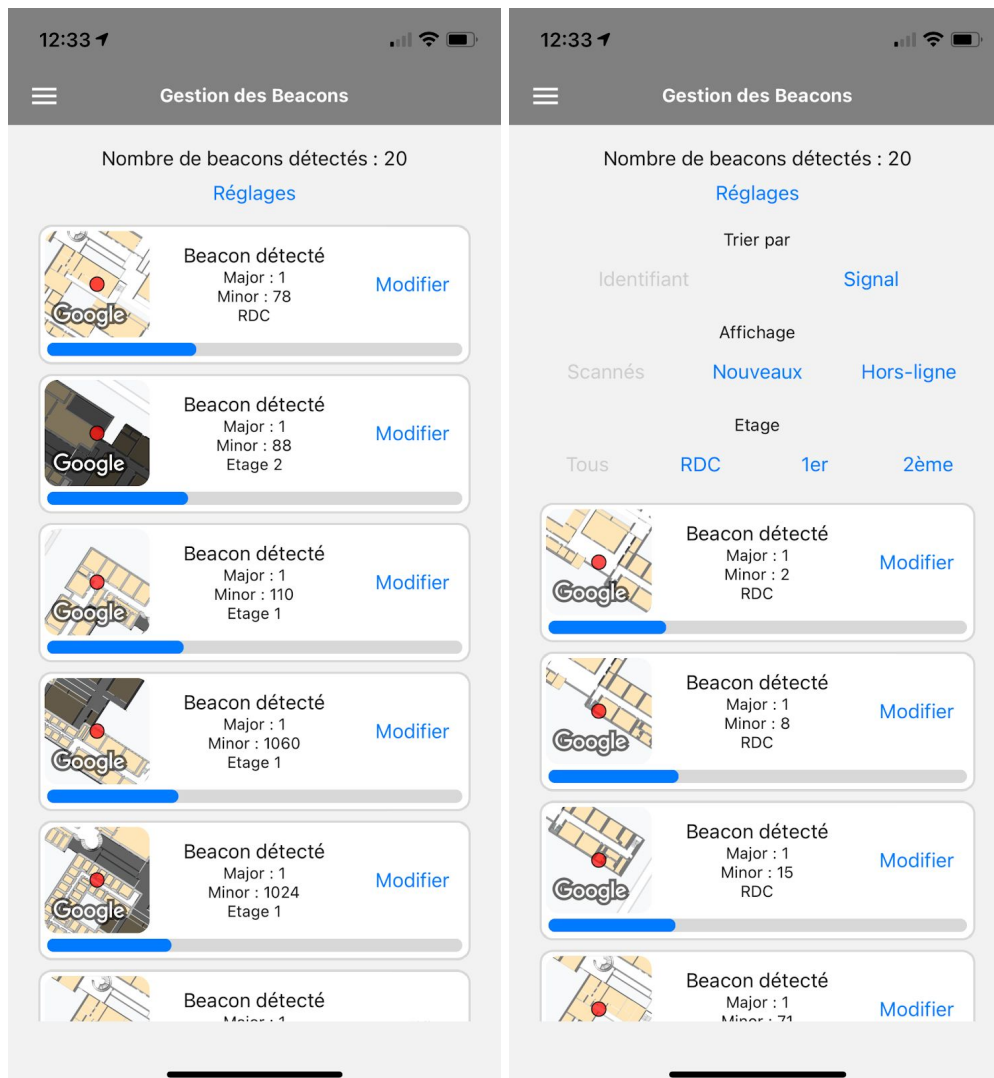 12:33
Gestion des Beacons
Nombre de beacons détectés : 20
Réglages
Beacon détecté
Major : 1
Minor : 78
RDC
Modifier
Google
Beacon détecté
Major : 1
Minor : 88
Etage 2
Modifier
Google
Beacon détecté
Major : 1
Minor : 110
Etage 1
Modifier
Google
Beacon détecté
Major : 1
Minor : 1060
Etage 1
Modifier
Google
Beacon détecté
Major : 1
Minor : 1024
Etage 1
Modifier
Google
Beacon détecté
Major : 1
12:33
Gestion des Beacons
Nombre de beacons détectés : 20
Réglages
Trier par
Identifiant Signal
Affichage
Scannés Nouveaux Hors-ligne
Etage
Tous RDC 1er 2ème
Beacon détecté
Major : 1
Minor : 2
RDC
Modifier
Google
Beacon détecté
Major : 1
Minor : 8
RDC
Modifier
Google
Beacon détecté
Major : 1
Minor : 15
RDC
Modifier
Google
Beacon détecté
Major : 1
Minor : 71
Modifier